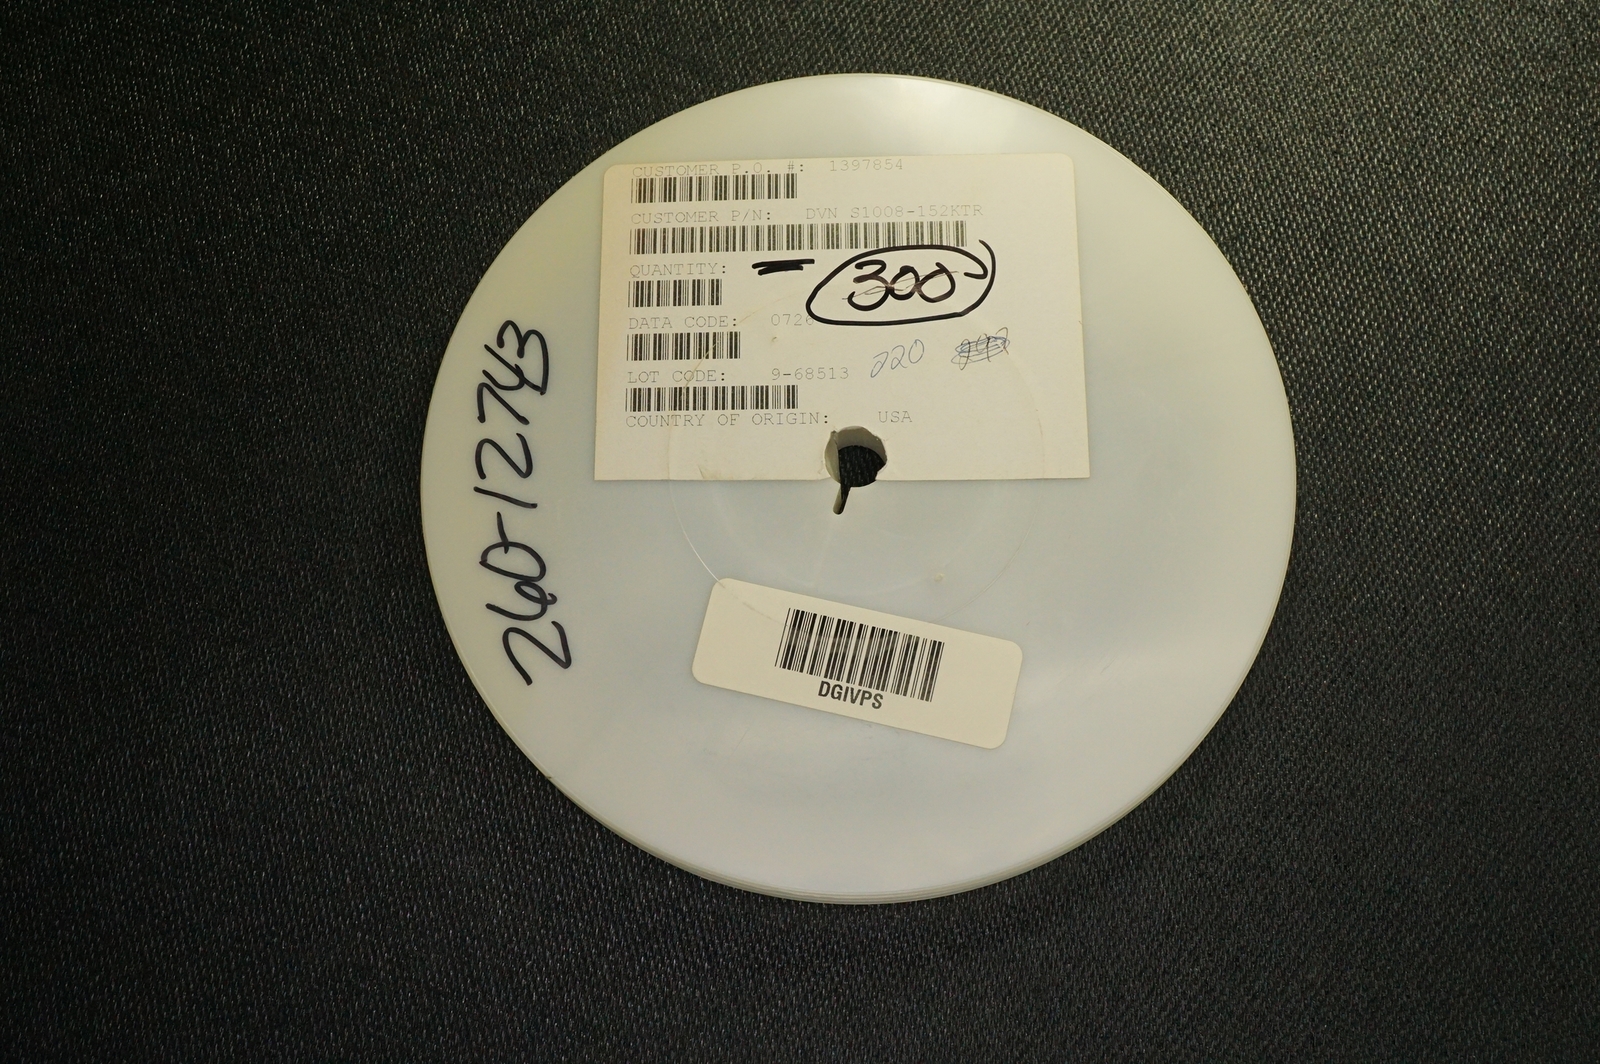 CUSTOMER P.O. #: 1397854
CUSTOMER P/N: DVN S1008-152KTR
QUANTITY: 300
DATA CODE: 0726
220
LOT CODE: 9-68513
COUNTRY OF ORIGIN: USA
260-12743
DGIVPS